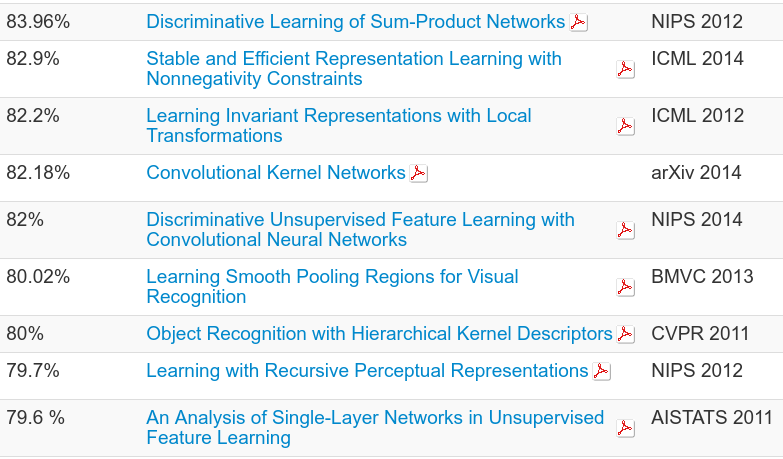 83.96% Discriminative Learning of Sum-Product Networks NIPS 2012
82.9% Stable and Efficient Representation Learning with ICML 2014
Nonnegativity Constraints
82.2% Learning Invariant Representations with Local ICML 2012
Transformations
82.18% Convolutional Kernel Networks arXiv 2014
82% Discriminative Unsupervised Feature Learning with NIPS 2014
Convolutional Neural Networks
80.02% Learning Smooth Pooling Regions for Visual BMVC 2013
Recognition
80% Object Recognition with Hierarchical Kernel Descriptors CVPR 2011
79.7% Learning with Recursive Perceptual Representations NIPS 2012
79.6 % An Analysis of Single-Layer Networks in Unsupervised AISTATS 2011
Feature Learning